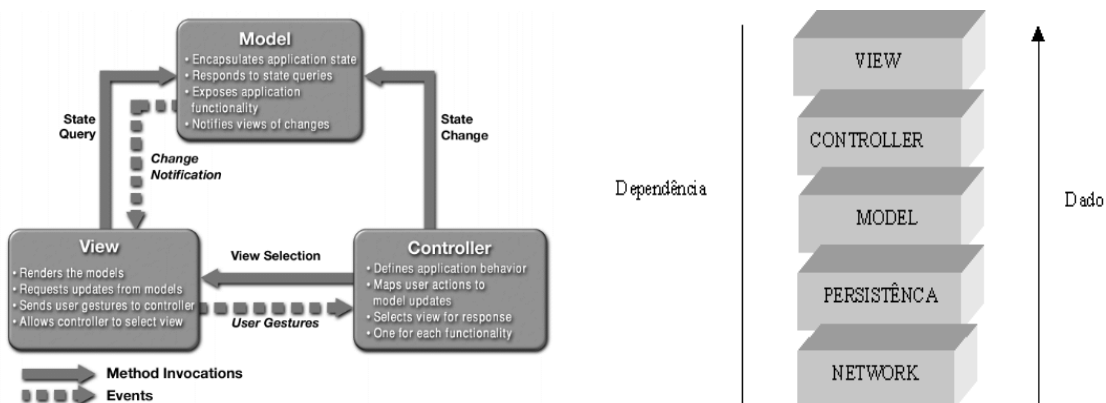 Model
• Encapsulates application state
• Responds to state queries
• Exposes application
functionality
• Notifies views of changes
State
Query
Change
Notification
State
Change
View
• Renders the models
• Requests updates from models
• Sends user gestures to controller
• Allows controller to select view
View Selection
User Gestures
Controller
• Defines application behavior
• Maps user actions to
model updates
• Selects view for response
• One for each functionality
Method Invocations
Events
Dependência
VIEW
CONTROLLER
MODEL
PERSISTÊNCA
NETWORK
Dado